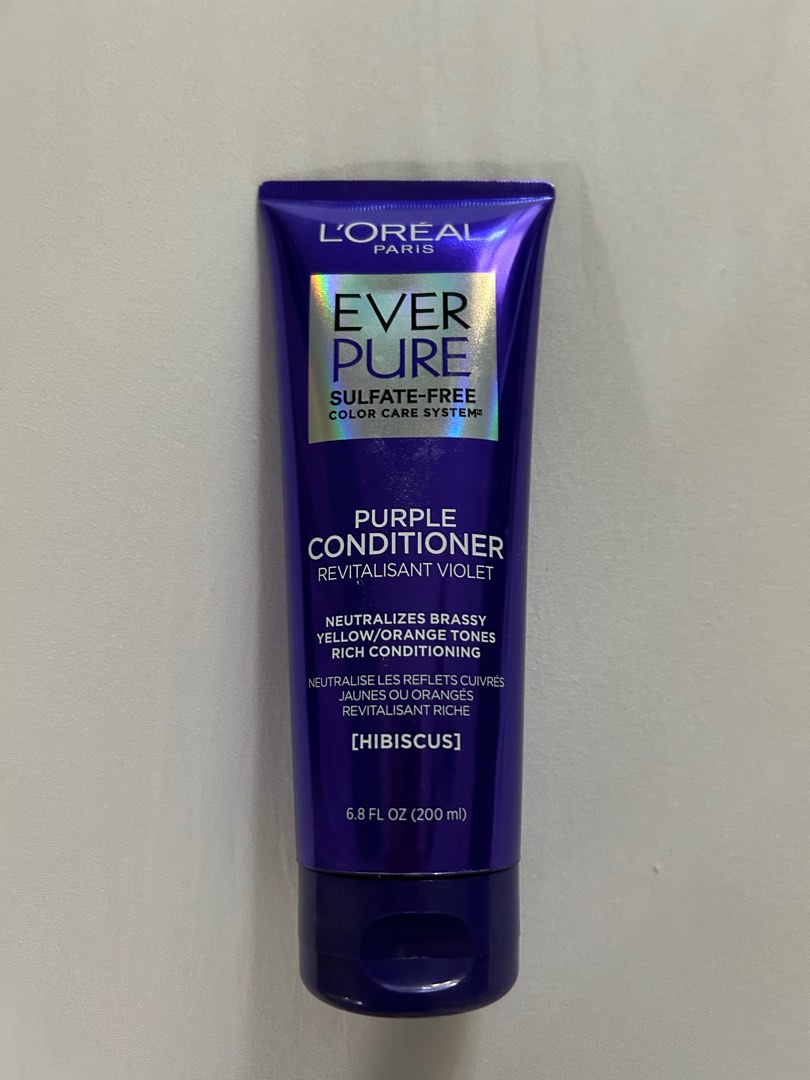 L'ORÉAL
PARIS
EVER
PURE
SULFATE-FREE
COLOR CARE SYSTEM
PURPLE
CONDITIONER
REVITALISANT VIOLET
NEUTRALIZES BRASSY
YELLOW/ORANGE TONES
RICH CONDITIONING
NEUTRALISE LES REFLETS CUIVRÉS
JAUNES OU ORANGÉS
REVITALISANT RICHE
[HIBISCUS]
6.8 FL OZ (200 ml)